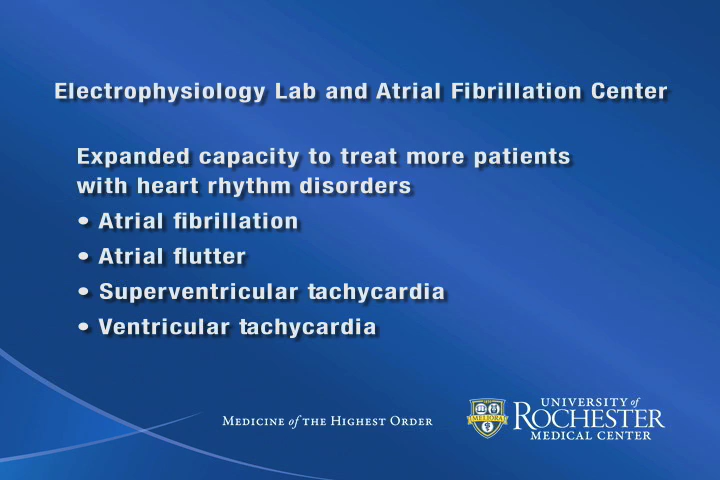 Electrophysiology Lab and Atrial Fibrillation Center
Expanded capacity to treat more patients
with heart rhythm disorders
• Atrial fibrillation
• Atrial flutter
• Superventricular tachycardia
• Ventricular tachycardia
Medicine of the Highest Order
MELIORA
UNIVERSITY of
ROCHESTER
MEDICAL CENTER